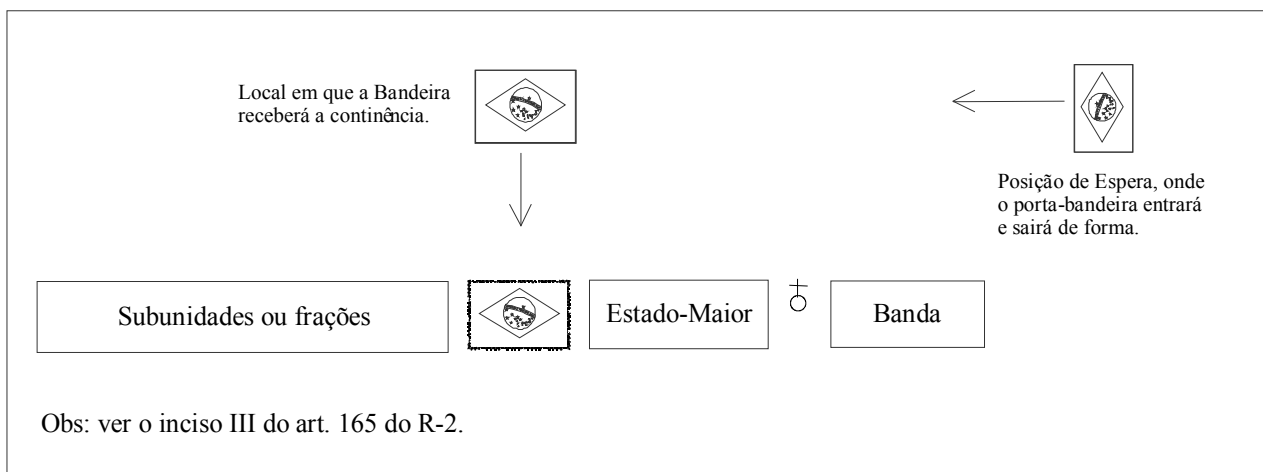 Local em que a Bandeira
receberá a continência.
Posição de Espera, onde
o porta-bandeira entrará
e sairá de forma.
Subunidades ou frações
Estado-Maior
Banda
Obs: ver o inciso III do art. 165 do R-2.